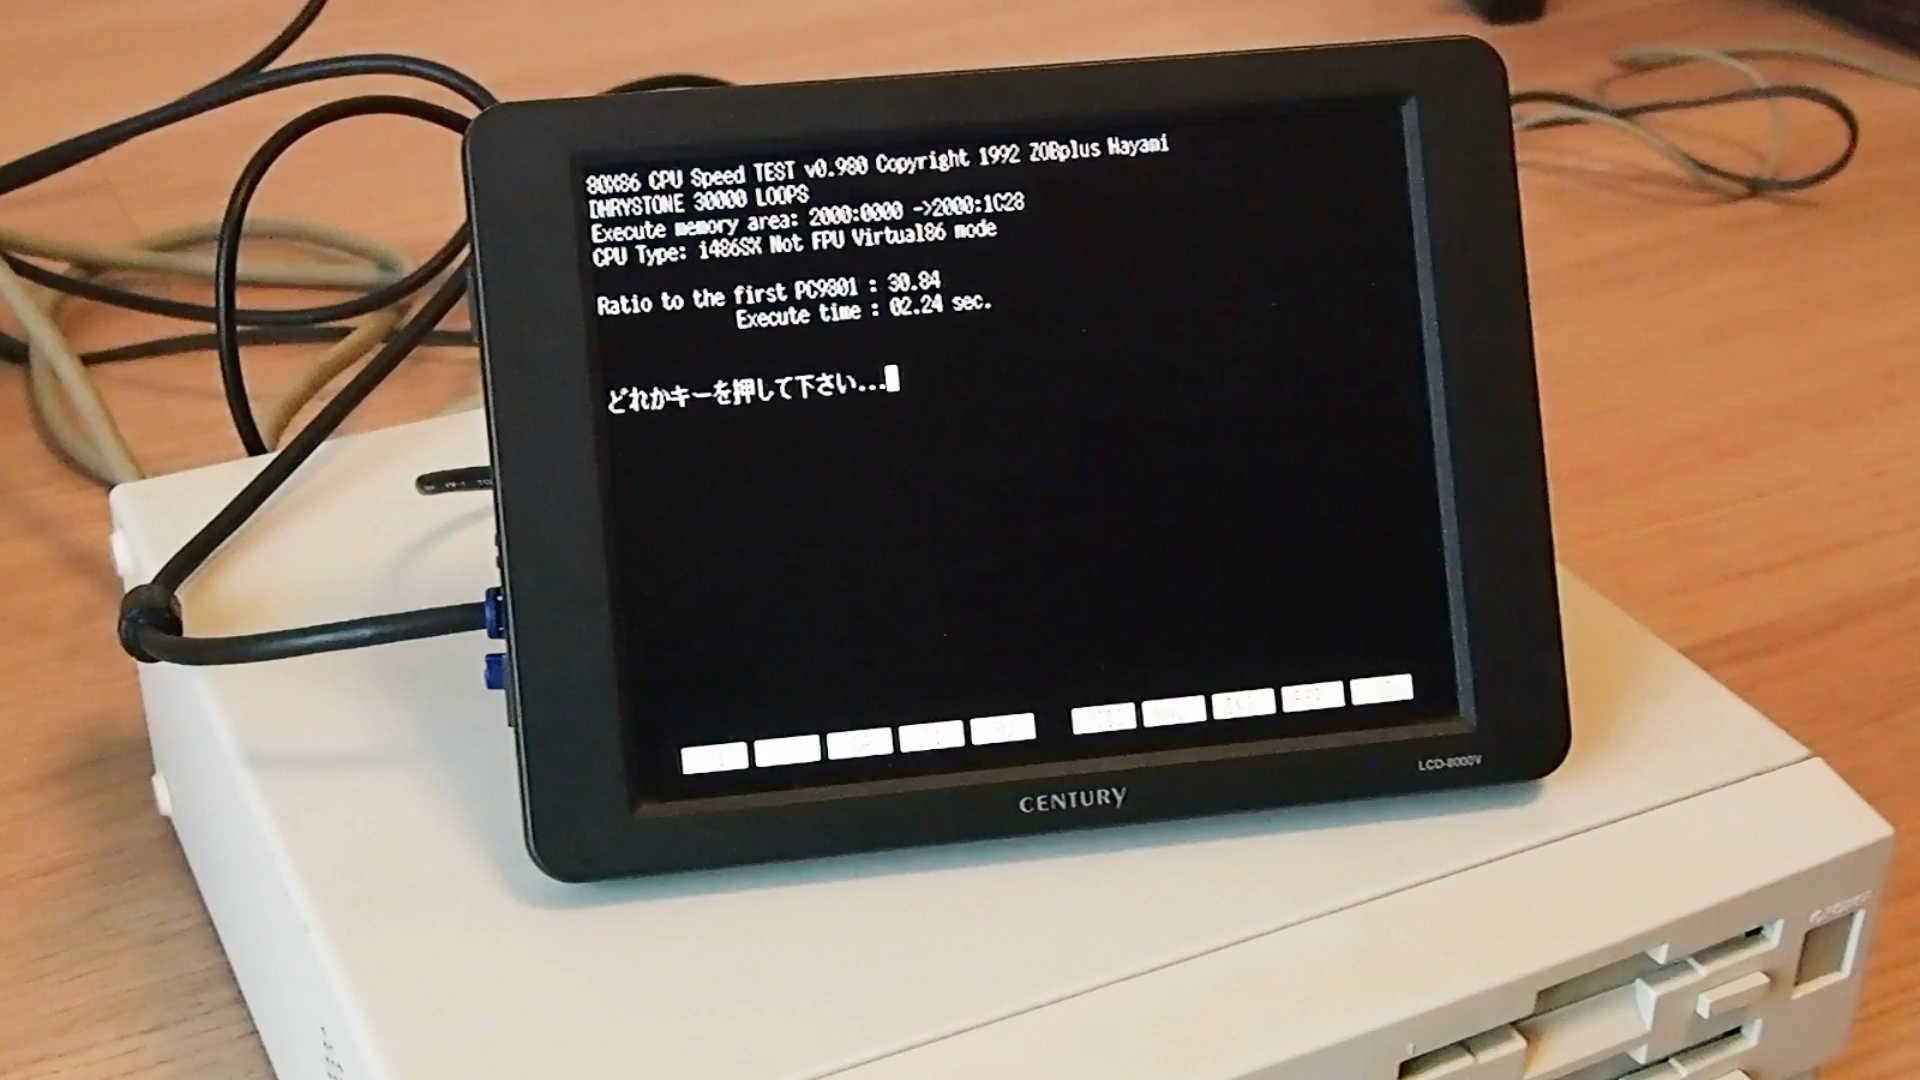 80X86 CPU Speed TEST v0.980 Copyright 1992 ZOBplus Hayami
DHRYSTONE 30000 LOOPS
Execute memory area: 2000:0000 ->2000:1C28
CPU Type: i486SX Not FPU Virtual86 mode
Ratio to the first PC9801 : 30.84
Execute time : 02.24 sec.
どれかキーを押して下さい...
LCD-8000V
CENTURY